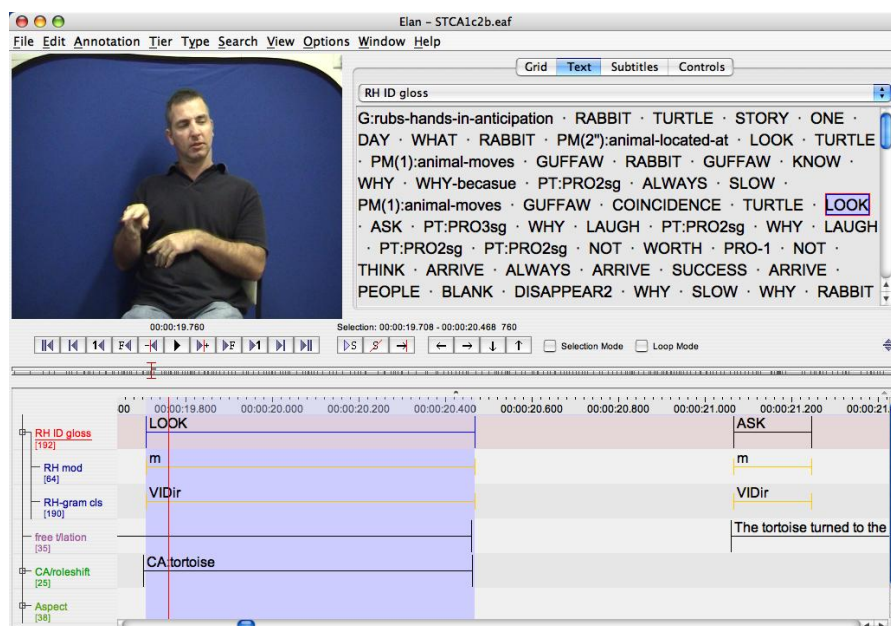 Elan - STCA1c2b.eaf
File Edit Annotation Tier Type Search View Options Window Help
Grid Text Subtitles Controls
RH ID gloss
G:rubs-hands-in-anticipation · RABBIT · TURTLE · STORY · ONE ·
DAY · WHAT · RABBIT · PM(2"):animal-located-at · LOOK · TURTLE
· PM(1):animal-moves · GUFFAW · RABBIT · GUFFAW · KNOW ·
WHY · WHY-becasue · PT:PRO2sg · ALWAYS · SLOW ·
PM(1):animal-moves · GUFFAW · COINCIDENCE · TURTLE · LOOK
· ASK · PT:PRO3sg · WHY · LAUGH · PT:PRO2sg · WHY · LAUGH
· PT:PRO2sg · PT:PRO2sg · NOT · WORTH · PRO-1 · NOT ·
THINK · ARRIVE · ALWAYS · ARRIVE · SUCCESS · ARRIVE ·
PEOPLE · BLANK · DISAPPEAR2 · WHY · SLOW · WHY · RABBIT
00:00:19.760 Selection: 00:00:19.708 - 00:00:20.468 760
Selection Mode Loop Mode
00 00:00:19.800 00:00:20.000 00:00:20.200 00:00:20.400 00:00:20.600 00:00:20.800 00:00:21.000 00:00:21.200 00:00:21.
RH ID gloss LOOK ASK
[192]
RH mod m m
[64]
RH-gram cls VIDir VIDir
[190]
free t/lation The tortoise turned to the
[35]
CA/roleshift CA:tortoise
[25]
Aspect
[38]